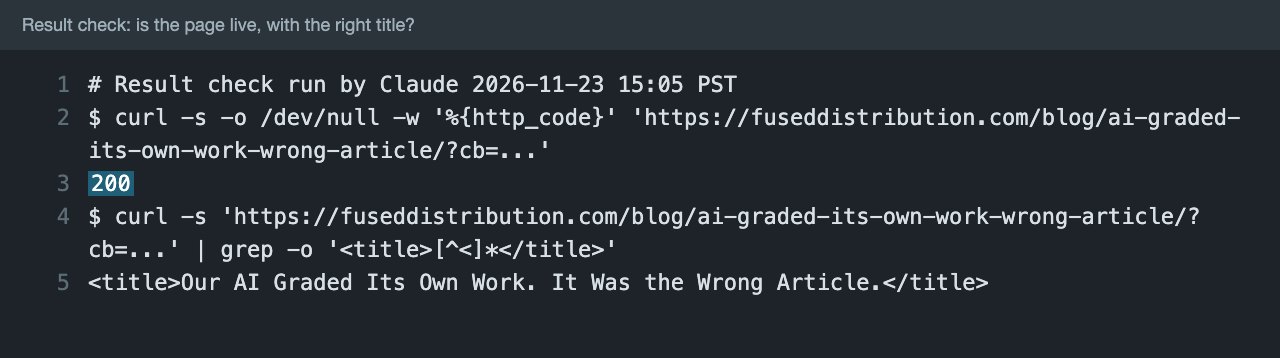 Result check: is the page live, with the right title?
1 # Result check run by Claude 2026-11-23 15:05 PST
2 $ curl -s -o /dev/null -w '%{http_code}' 'https://fuseddistribution.com/blog/ai-graded-
its-own-work-wrong-article/?cb=...'
3 200
4 $ curl -s 'https://fuseddistribution.com/blog/ai-graded-its-own-work-wrong-article/?
cb=...' | grep -o '<title>[^<]*</title>'
5 <title>Our AI Graded Its Own Work. It Was the Wrong Article.</title>